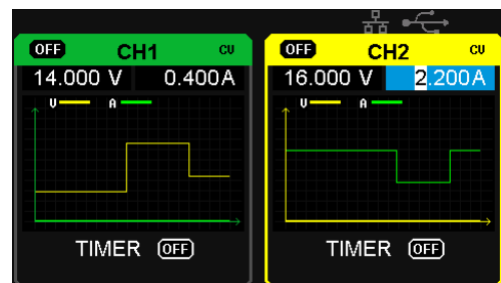 OFF CH1 CV
14.000 V 0.400A
V A
TIMER OFF
OFF CH2 CV
16.000 V 2.200A
V A
TIMER OFF